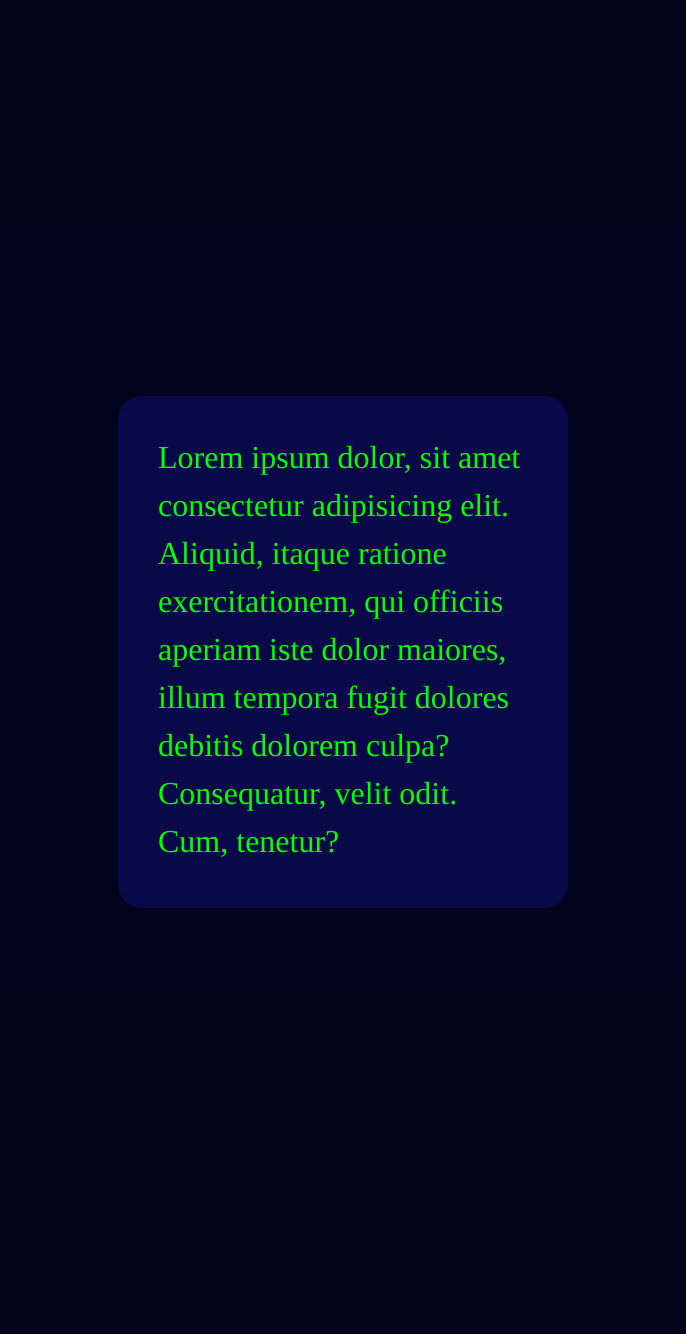 Lorem ipsum dolor, sit amet
consectetur adipisicing elit.
Aliquid, itaque ratione
exercitationem, qui officiis
aperiam iste dolor maiores,
illum tempora fugit dolores
debitis dolorem culpa?
Consequatur, velit odit.
Cum, tenetur?